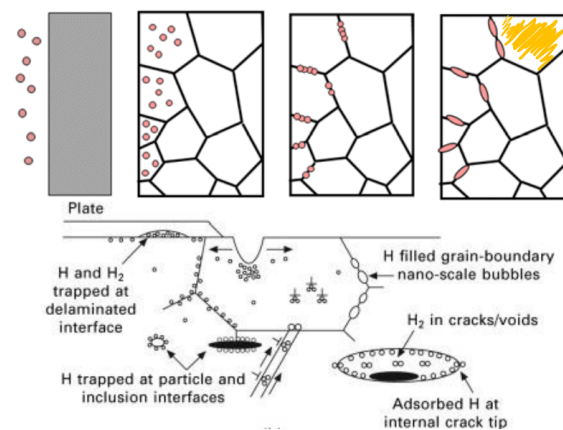 Plate
H and H2
trapped at
delaminated
interface
H filled grain-boundary
nano-scale bubbles
H2 in cracks/voids
H trapped at particle and
inclusion interfaces
Adsorbed H at
internal crack tip